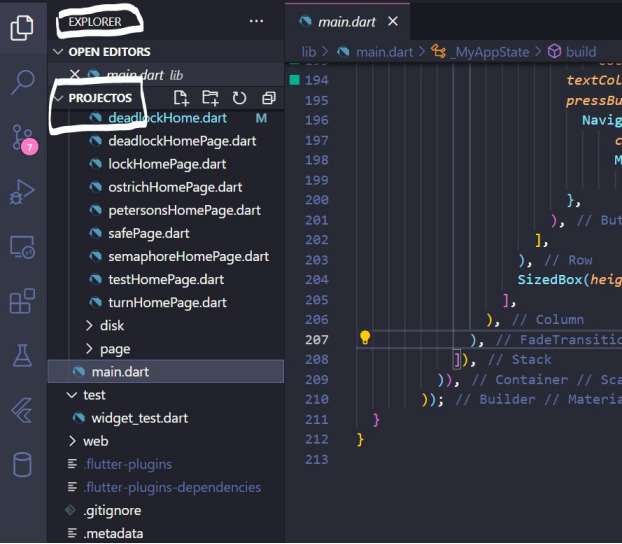 EXPLORER
OPEN EDITORS
main.dart lib
PROJECTOS
deadlockHome.dart M
deadlockHomePage.dart
lockHomePage.dart
ostrichHomePage.dart
petersonsHomePage.dart
safePage.dart
semaphoreHomePage.dart
testHomePage.dart
turnHomePage.dart
disk
page
main.dart
test
widget_test.dart
web
.flutter-plugins
.flutter-plugins-dependencies
.gitignore
.metadata
7
main.dart
lib > main.dart > _MyAppState > build
194 textCol
195 pressBu
196 Navig
197 c
198 M
199
200 },
201 ), // But
202 ],
203 ), // Row
204 SizedBox(heig
205 ],
206 ), // Column
207 ), // FadeTransitio
208 ]), // Stack
209 )), // Container // Sca
210 )); // Builder // Materia
211 }
212 }
213